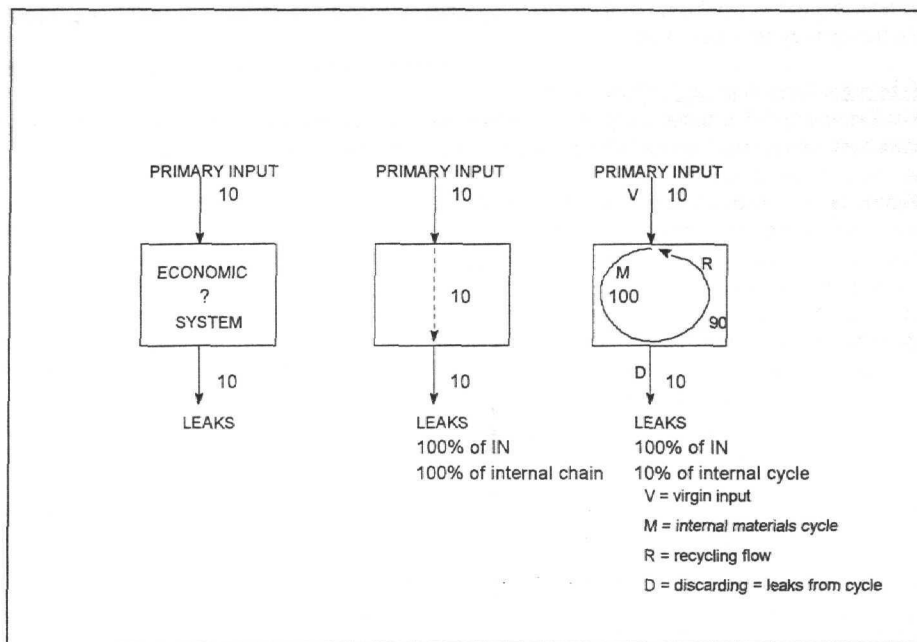 PRIMARY INPUT PRIMARY INPUT PRIMARY INPUT
10 10 V 10
ECONOMIC
?
SYSTEM
10
M R
100
90
10 10 D 10
LEAKS LEAKS LEAKS
100% of IN 100% of IN
100% of internal chain 10% of internal cycle
V = virgin input
M = internal materials cycle
R = recycling flow
D = discarding = leaks from cycle